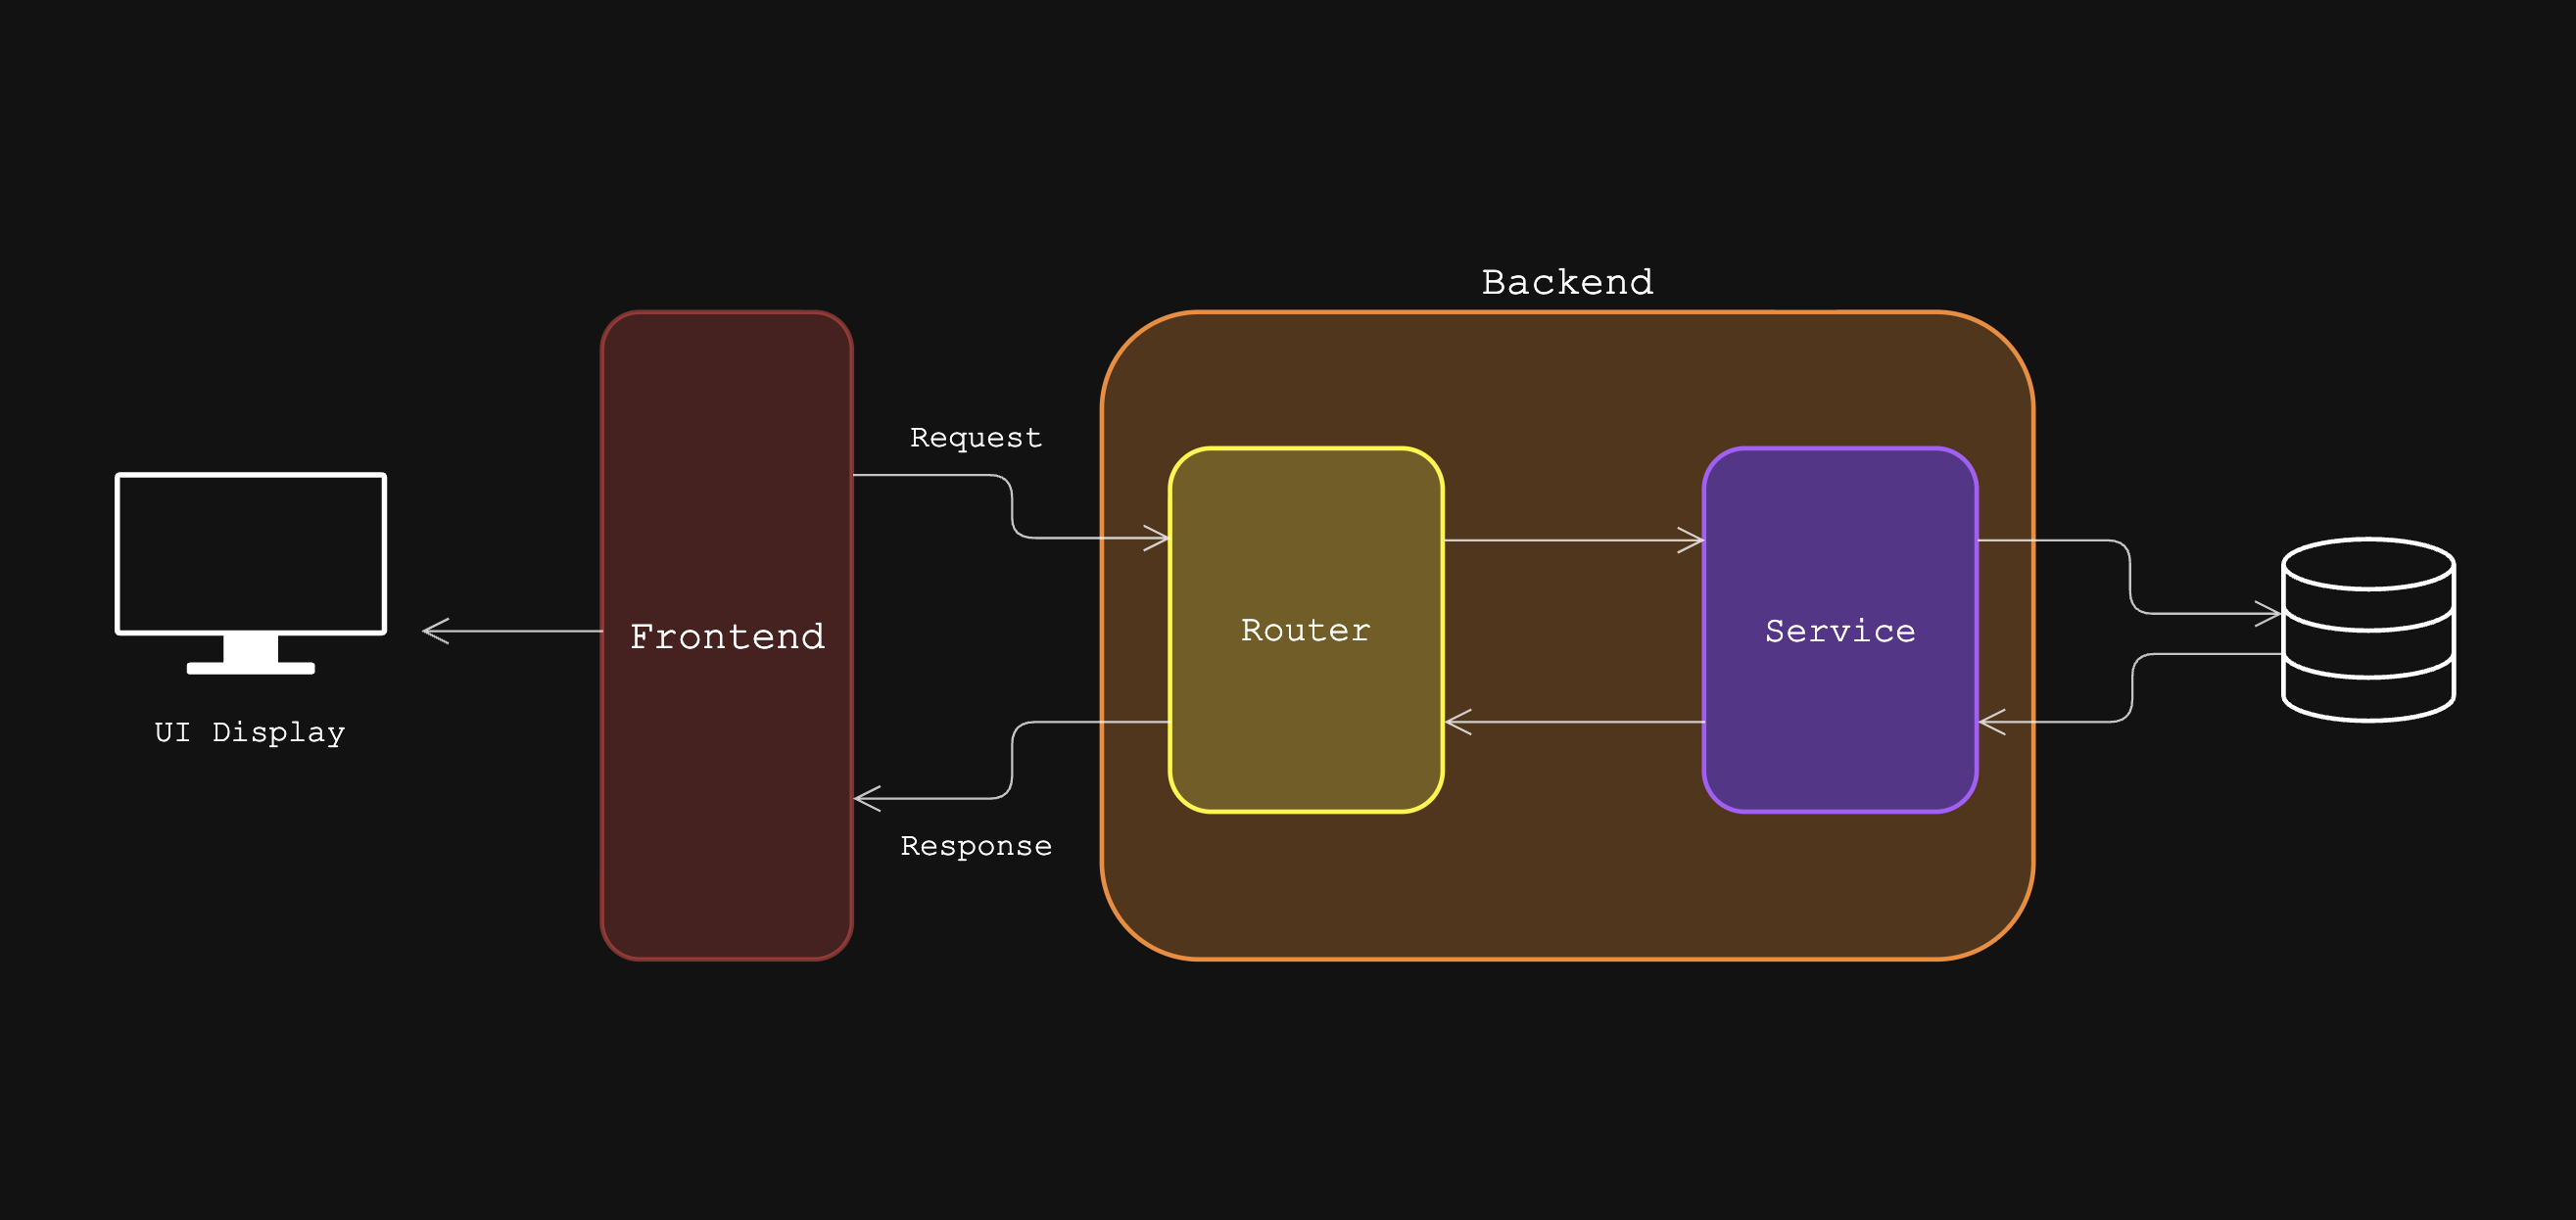 Backend
Request
Frontend
Router
Service
UI Display
Response